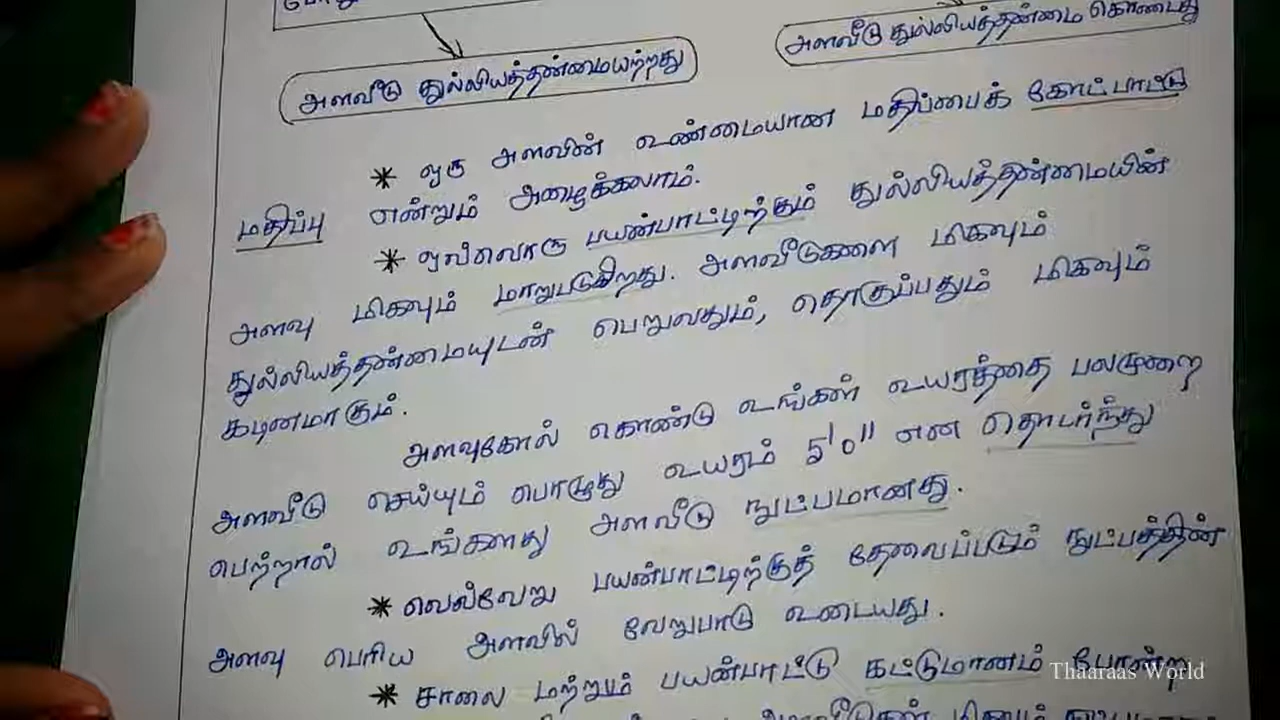 அளவீடு துல்லியத்தன்மை கொண்டது
அளவீடு துல்லியத்தன்மையற்றது
* ஒரு அளவின் உண்மையான மதிப்பைக் கோட்பாட்டு
மதிப்பு என்றும் அழைக்கலாம்.
* ஒவ்வொரு பயன்பாட்டிற்கும் துல்லியத்தன்மையின்
அளவு மிகவும் மாறுபடுகிறது. அளவீடுகளை மிகவும்
துல்லியத்தன்மையுடன் பெறுவதும், தொகுப்பதும் மிகவும்
கடினமாகும்.
அளவுகோல் கொண்டு உங்கள் உயரத்தை பலமுறை
அளவீடு செய்யும் பொழுது உயரம் 5'0" என தொடர்ந்து
பெற்றால் உங்களது அளவீடு நுட்பமானது.
* வெவ்வேறு பயன்பாட்டிற்குத் தேவைப்படும் நுட்பத்தின்
அளவு பெரிய அளவில் வேறுபாடு உடையது.
* சாலை மற்றும் பயன்பாட்டு கட்டுமானம் போன்ற
Thaaraas World